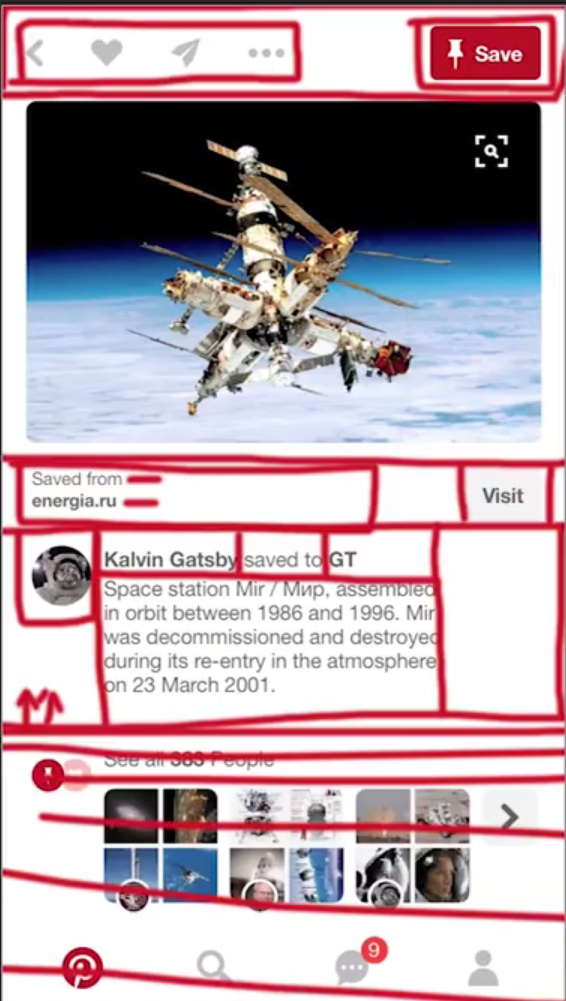 Save
Saved from
energia.ru
Visit
Kalvin Gatsby saved to GT
Space station Mir / Мир, assembled
in orbit between 1986 and 1996. Mir
was decommissioned and destroyed
during its re-entry in the atmosphere
on 23 March 2001.
See all 383 People
9